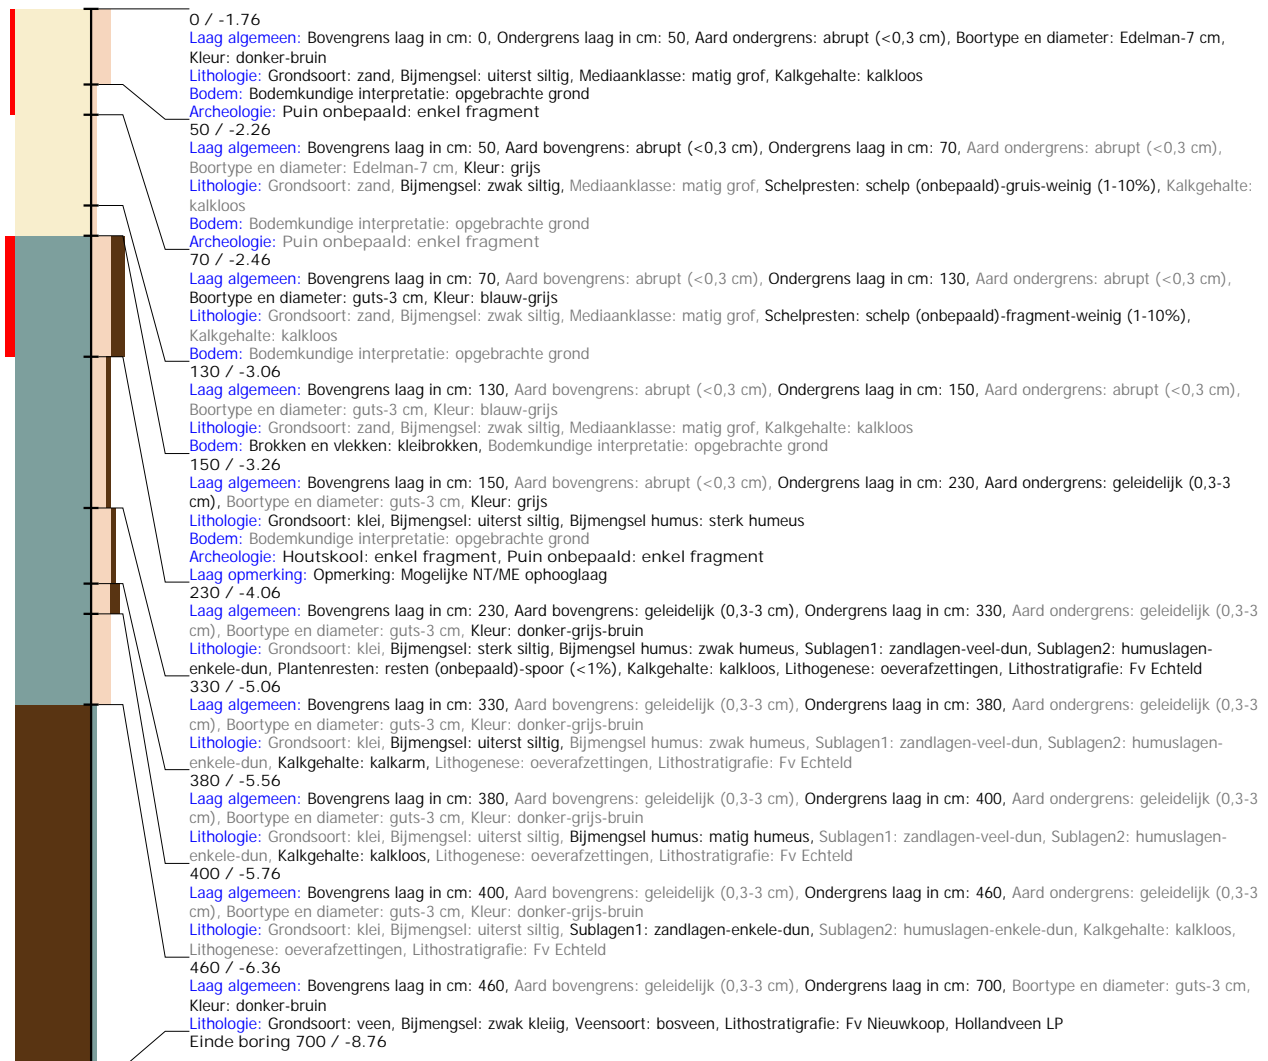 0 / -1.76
Laag algemeen: Bovengrens laag in cm: 0, Ondergrens laag in cm: 50, Aard ondergrens: abrupt (<0,3 cm), Boortype en diameter: Edelman-7 cm,
Kleur: donker-bruin
Lithologie: Grondsoort: zand, Bijmengsel: uiterst siltig, Mediaanklasse: matig grof, Kalkgehalte: kalkloos
Bodem: Bodemkundige interpretatie: opgebrachte grond
Archeologie: Puin onbepaald: enkel fragment
50 / -2.26
Laag algemeen: Bovengrens laag in cm: 50, Aard bovengrens: abrupt (<0,3 cm), Ondergrens laag in cm: 70, Aard ondergrens: abrupt (<0,3 cm),
Boortype en diameter: Edelman-7 cm, Kleur: grijs
Lithologie: Grondsoort: zand, Bijmengsel: zwak siltig, Mediaanklasse: matig grof, Schelpresten: schelp (onbepaald)-gruis-weinig (1-10%), Kalkgehalte:
kalkloos
Bodem: Bodemkundige interpretatie: opgebrachte grond
Archeologie: Puin onbepaald: enkel fragment
70 / -2.46
Laag algemeen: Bovengrens laag in cm: 70, Aard bovengrens: abrupt (<0,3 cm), Ondergrens laag in cm: 130, Aard ondergrens: abrupt (<0,3 cm),
Boortype en diameter: guts-3 cm, Kleur: blauw-grijs
Lithologie: Grondsoort: zand, Bijmengsel: zwak siltig, Mediaanklasse: matig grof, Schelpresten: schelp (onbepaald)-fragment-weinig (1-10%),
Kalkgehalte: kalkloos
Bodem: Bodemkundige interpretatie: opgebrachte grond
130 / -3.06
Laag algemeen: Bovengrens laag in cm: 130, Aard bovengrens: abrupt (<0,3 cm), Ondergrens laag in cm: 150, Aard ondergrens: abrupt (<0,3 cm),
Boortype en diameter: guts-3 cm, Kleur: blauw-grijs
Lithologie: Grondsoort: zand, Bijmengsel: zwak siltig, Mediaanklasse: matig grof, Kalkgehalte: kalkloos
Bodem: Brokken en vlekken: kleibrokken, Bodemkundige interpretatie: opgebrachte grond
150 / -3.26
Laag algemeen: Bovengrens laag in cm: 150, Aard bovengrens: abrupt (<0,3 cm), Ondergrens laag in cm: 230, Aard ondergrens: geleidelijk (0,3-3
cm), Boortype en diameter: guts-3 cm, Kleur: grijs
Lithologie: Grondsoort: klei, Bijmengsel: uiterst siltig, Bijmengsel humus: sterk humeus
Bodem: Bodemkundige interpretatie: opgebrachte grond
Archeologie: Houtskool: enkel fragment, Puin onbepaald: enkel fragment
Laag opmerking: Opmerking: Mogelijke NT/ME ophooglaag
230 / -4.06
Laag algemeen: Bovengrens laag in cm: 230, Aard bovengrens: geleidelijk (0,3-3 cm), Ondergrens laag in cm: 330, Aard ondergrens: geleidelijk (0,3-3
cm), Boortype en diameter: guts-3 cm, Kleur: donker-grijs-bruin
Lithologie: Grondsoort: klei, Bijmengsel: sterk siltig, Bijmengsel humus: zwak humeus, Sublagen1: zandlagen-veel-dun, Sublagen2: humuslagen-
enkele-dun, Plantenresten: resten (onbepaald)-spoor (<1%), Kalkgehalte: kalkloos, Lithogenese: oeverafzettingen, Lithostratigrafie: Fv Echteld
330 / -5.06
Laag algemeen: Bovengrens laag in cm: 330, Aard bovengrens: geleidelijk (0,3-3 cm), Ondergrens laag in cm: 380, Aard ondergrens: geleidelijk (0,3-3
cm), Boortype en diameter: guts-3 cm, Kleur: donker-grijs-bruin
Lithologie: Grondsoort: klei, Bijmengsel: uiterst siltig, Bijmengsel humus: zwak humeus, Sublagen1: zandlagen-veel-dun, Sublagen2: humuslagen-
enkele-dun, Kalkgehalte: kalkarm, Lithogenese: oeverafzettingen, Lithostratigrafie: Fv Echteld
380 / -5.56
Laag algemeen: Bovengrens laag in cm: 380, Aard bovengrens: geleidelijk (0,3-3 cm), Ondergrens laag in cm: 400, Aard ondergrens: geleidelijk (0,3-3
cm), Boortype en diameter: guts-3 cm, Kleur: donker-grijs-bruin
Lithologie: Grondsoort: klei, Bijmengsel: uiterst siltig, Bijmengsel humus: matig humeus, Sublagen1: zandlagen-veel-dun, Sublagen2: humuslagen-
enkele-dun, Kalkgehalte: kalkloos, Lithogenese: oeverafzettingen, Lithostratigrafie: Fv Echteld
400 / -5.76
Laag algemeen: Bovengrens laag in cm: 400, Aard bovengrens: geleidelijk (0,3-3 cm), Ondergrens laag in cm: 460, Aard ondergrens: geleidelijk (0,3-3
cm), Boortype en diameter: guts-3 cm, Kleur: donker-grijs-bruin
Lithologie: Grondsoort: klei, Bijmengsel: uiterst siltig, Sublagen1: zandlagen-enkele-dun, Sublagen2: humuslagen-enkele-dun, Kalkgehalte: kalkloos,
Lithogenese: oeverafzettingen, Lithostratigrafie: Fv Echteld
460 / -6.36
Laag algemeen: Bovengrens laag in cm: 460, Aard bovengrens: geleidelijk (0,3-3 cm), Ondergrens laag in cm: 700, Boortype en diameter: guts-3 cm,
Kleur: donker-bruin
Lithologie: Grondsoort: veen, Bijmengsel: zwak kleiig, Veensoort: bosveen, Lithostratigrafie: Fv Nieuwkoop, Hollandveen LP
Einde boring 700 / -8.76